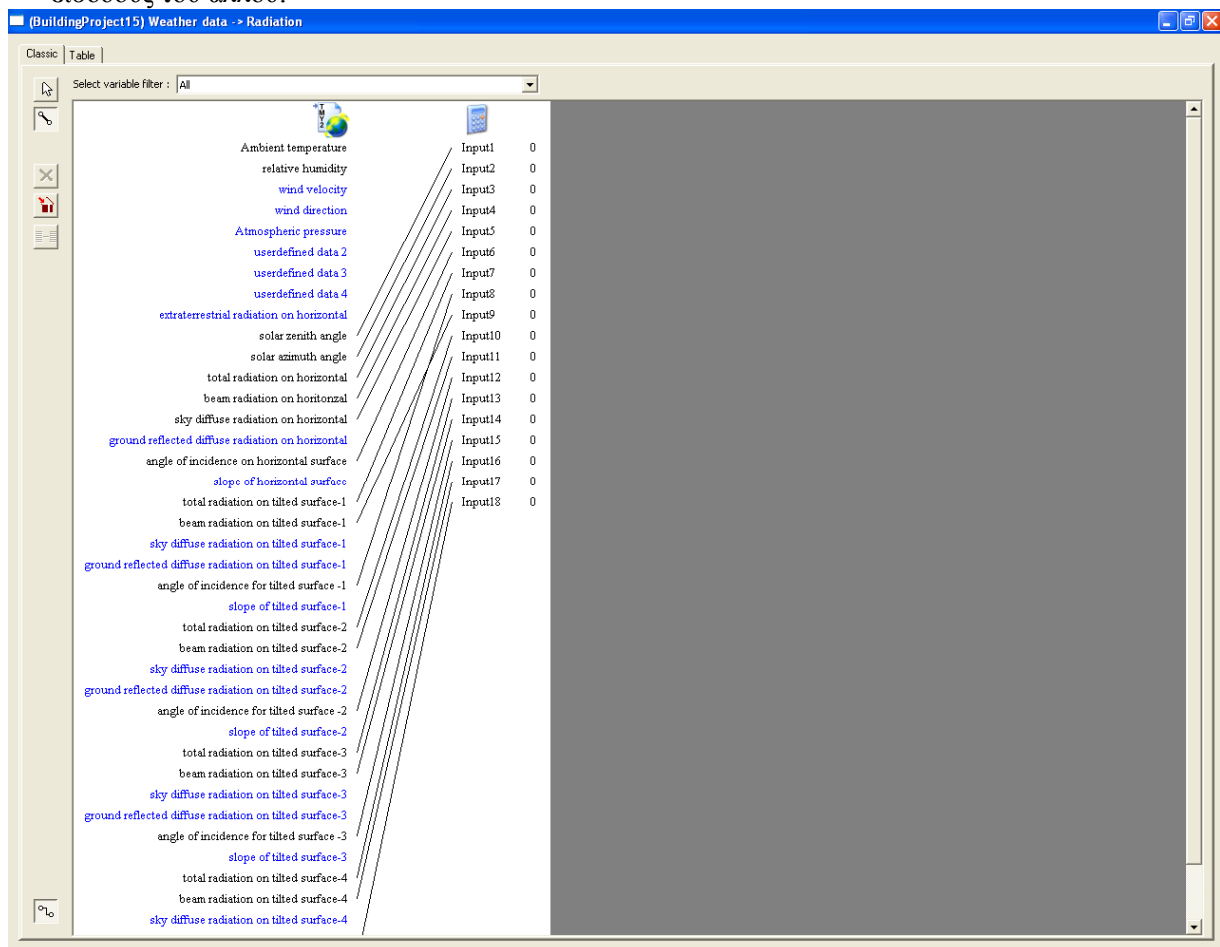 εισόδους του άλλου.
(BuildingProject15) Weather data -> Radiation
Classic Table
Select variable filter : All
TMY2
Ambient temperature Input1 0
relative humidity Input2 0
wind velocity Input3 0
wind direction Input4 0
Atmospheric pressure Input5 0
userdefined data 2 Input6 0
userdefined data 3 Input7 0
userdefined data 4 Input8 0
extraterrestrial radiation on horizontal Input9 0
solar zenith angle Input10 0
solar azimuth angle Input11 0
total radiation on horizontal Input12 0
beam radiation on horitonzal Input13 0
sky diffuse radiation on horizontal Input14 0
ground reflected diffuse radiation on horizontal Input15 0
angle of incidence on horizontal surface Input16 0
slope of horizontal surface Input17 0
total radiation on tilted surface-1 Input18 0
beam radiation on tilted surface-1
sky diffuse radiation on tilted surface-1
ground reflected diffuse radiation on tilted surface-1
angle of incidence for tilted surface -1
slope of tilted surface-1
total radiation on tilted surface-2
beam radiation on tilted surface-2
sky diffuse radiation on tilted surface-2
ground reflected diffuse radiation on tilted surface-2
angle of incidence for tilted surface -2
slope of tilted surface-2
total radiation on tilted surface-3
beam radiation on tilted surface-3
sky diffuse radiation on tilted surface-3
ground reflected diffuse radiation on tilted surface-3
angle of incidence for tilted surface -3
slope of tilted surface-3
total radiation on tilted surface-4
beam radiation on tilted surface-4
sky diffuse radiation on tilted surface-4